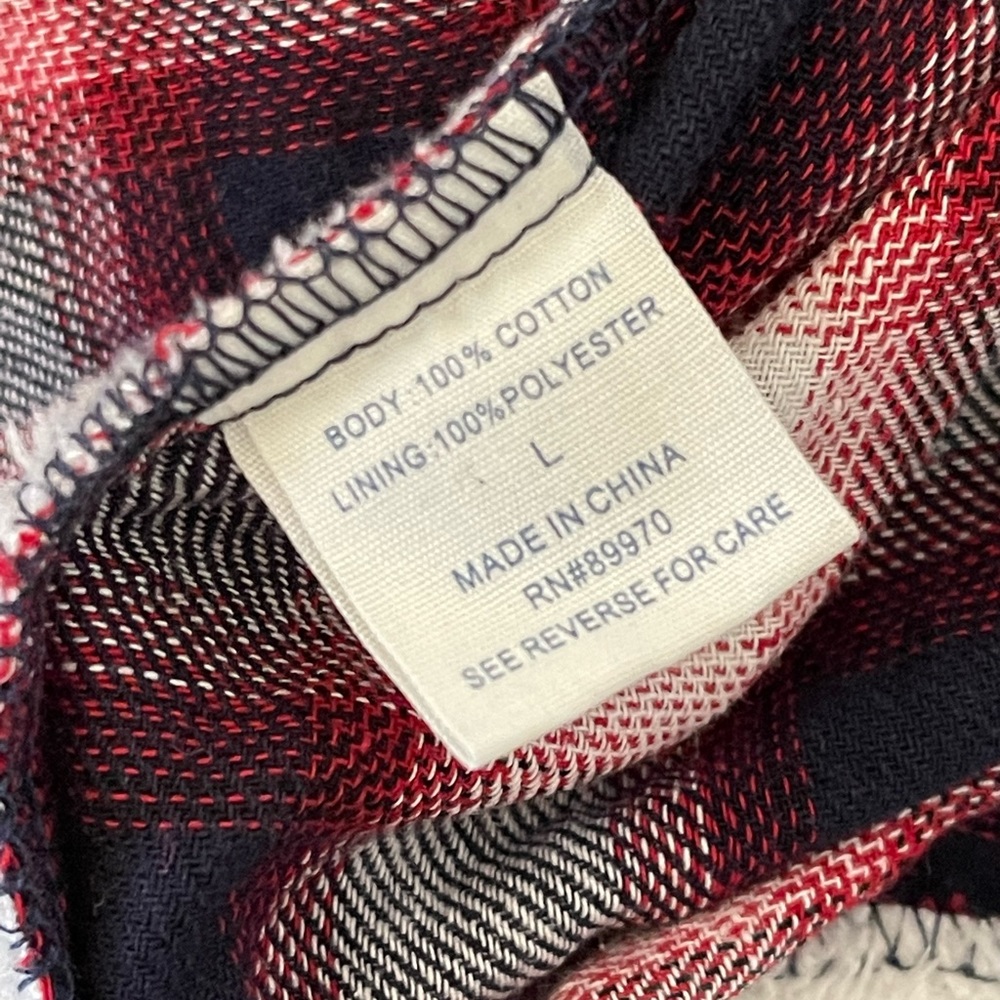 BODY:100% COTTON
LINING:100%POLYESTER
L
MADE IN CHINA
RN#89970
SEE REVERSE FOR CARE